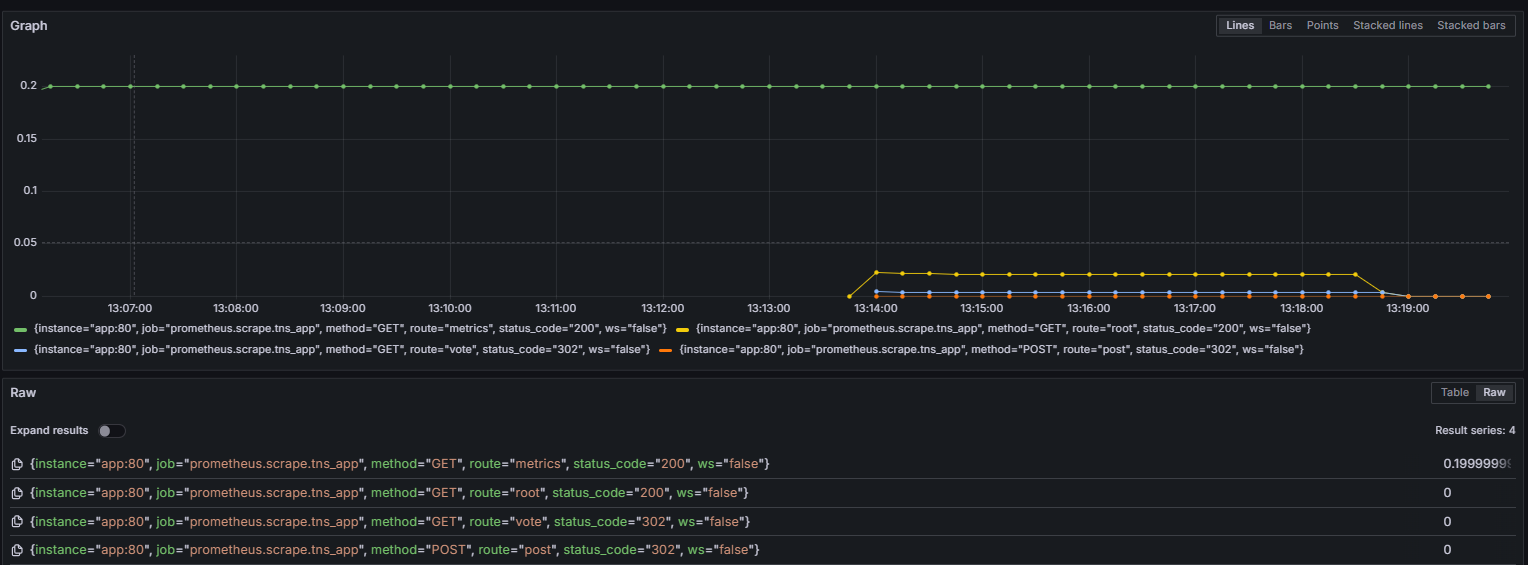 Graph
Lines Bars Points Stacked lines Stacked bars
0.2
0.15
0.1
0.05
0
13:07:00 13:08:00 13:09:00 13:10:00 13:11:00 13:12:00 13:13:00 13:14:00 13:15:00 13:16:00 13:17:00 13:18:00 13:19:00
{instance="app:80", job="prometheus.scrape.tns_app", method="GET", route="metrics", status_code="200", ws="false"} {instance="app:80", job="prometheus.scrape.tns_app", method="GET", route="root", status_code="200", ws="false"}
{instance="app:80", job="prometheus.scrape.tns_app", method="GET", route="vote", status_code="302", ws="false"} {instance="app:80", job="prometheus.scrape.tns_app", method="POST", route="post", status_code="302", ws="false"}
Raw
Table Raw
Expand results
Result series: 4
{instance="app:80", job="prometheus.scrape.tns_app", method="GET", route="metrics", status_code="200", ws="false"} 0.19999999
{instance="app:80", job="prometheus.scrape.tns_app", method="GET", route="root", status_code="200", ws="false"} 0
{instance="app:80", job="prometheus.scrape.tns_app", method="GET", route="vote", status_code="302", ws="false"} 0
{instance="app:80", job="prometheus.scrape.tns_app", method="POST", route="post", status_code="302", ws="false"} 0